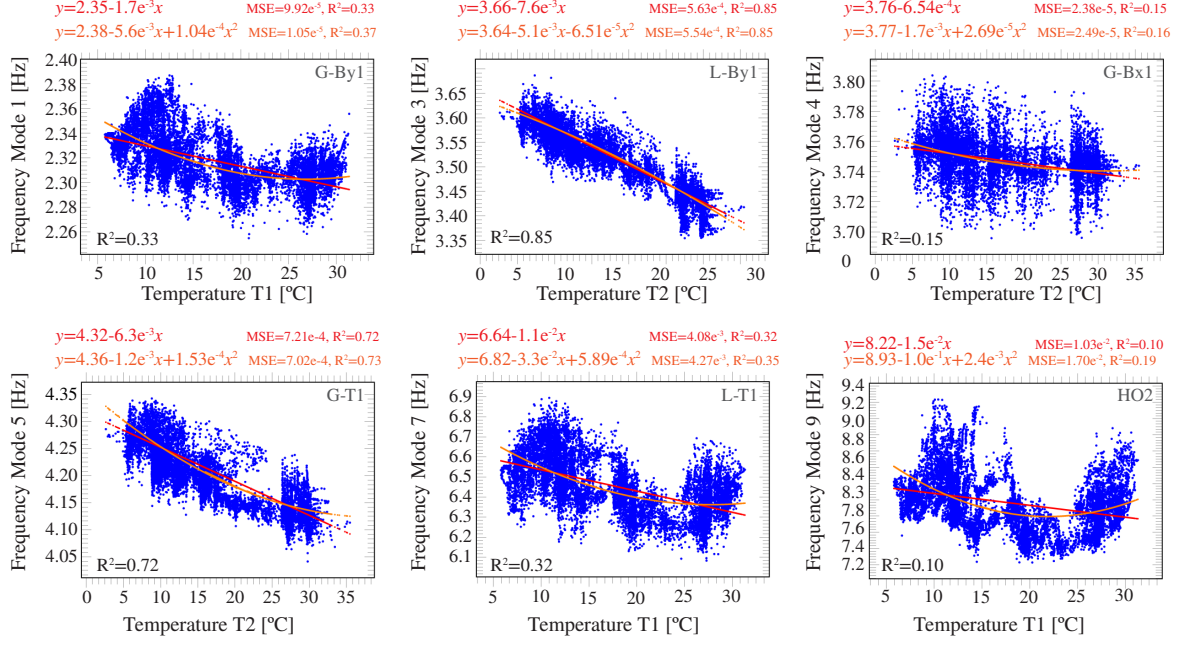 y=2.35-1.7e⁻³x
MSE=9.92e⁻⁵, R²=0.33
y=2.38-5.6e⁻³x+1.04e⁻⁴x²
MSE=1.05e⁻⁴, R²=0.37
Frequency Mode 1 [Hz]
2.40
2.38
2.36
2.34
2.32
2.30
2.28
2.26
G-By1
R²=0.33
5 10 15 20 25 30
Temperature T1 [ºC]
y=3.66-7.6e⁻³x
MSE=5.63e⁻⁴, R²=0.85
y=3.64-5.1e⁻³x-6.51e⁻⁵x²
MSE=5.54e⁻⁴, R²=0.85
Frequency Mode 3 [Hz]
3.65
3.60
3.55
3.50
3.45
3.40
3.35
L-By1
R²=0.85
0 5 10 15 20 25 30
Temperature T2 [ºC]
y=3.76-6.54e⁻⁴x
MSE=2.38e-5, R²=0.15
y=3.77-1.7e⁻³x+2.69e⁻⁵x²
MSE=2.49e-5, R²=0.16
Frequency Mode 4 [Hz]
3.80
3.78
3.76
3.74
3.72
3.70
0
G-Bx1
R²=0.15
0 5 10 15 20 25 30 35
Temperature T2 [ºC]
y=4.32-6.3e⁻³x
MSE=7.21e-4, R²=0.72
y=4.36-1.2e⁻³x+1.53e⁻⁴x²
MSE=7.02e-4, R²=0.73
Frequency Mode 5 [Hz]
4.35
4.30
4.25
4.20
4.15
4.10
4.05
G-T1
R²=0.72
0 5 10 15 20 25 30 35
Temperature T2 [ºC]
y=6.64-1.1e⁻²x
MSE=4.08e⁻³, R²=0.32
y=6.82-3.3e⁻²x+5.89e⁻⁴x²
MSE=4.27e⁻³, R²=0.35
Frequency Mode 7 [Hz]
6.9
6.8
6.7
6.6
6.5
6.4
6.3
6.2
6.1
L-T1
R²=0.32
5 10 15 20 25 30
Temperature T1 [ºC]
y=8.22-1.5e⁻²x
MSE=1.03e⁻², R²=0.10
y=8.93-1.0e⁻¹x+2.4e⁻³x²
MSE=1.70e⁻², R²=0.19
Frequency Mode 9 [Hz]
9.4
9.2
9.0
8.8
8.6
8.4
8.2
7.8
7.6
7.4
7.2
HO2
R²=0.10
5 10 15 20 25 30
Temperature T1 [ºC]